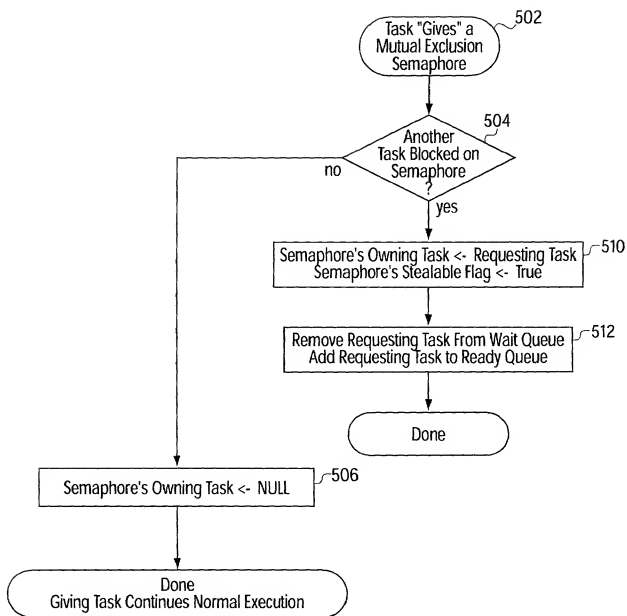 Task "Gives" a
Mutual Exclusion
Semaphore
502
Another
Task Blocked on
Semaphore
?
504
no
yes
Semaphore's Owning Task <- Requesting Task
Semaphore's Stealable Flag <- True
510
Remove Requesting Task From Wait Queue
Add Requesting Task to Ready Queue
512
Done
Semaphore's Owning Task <- NULL
506
Done
Giving Task Continues Normal Execution